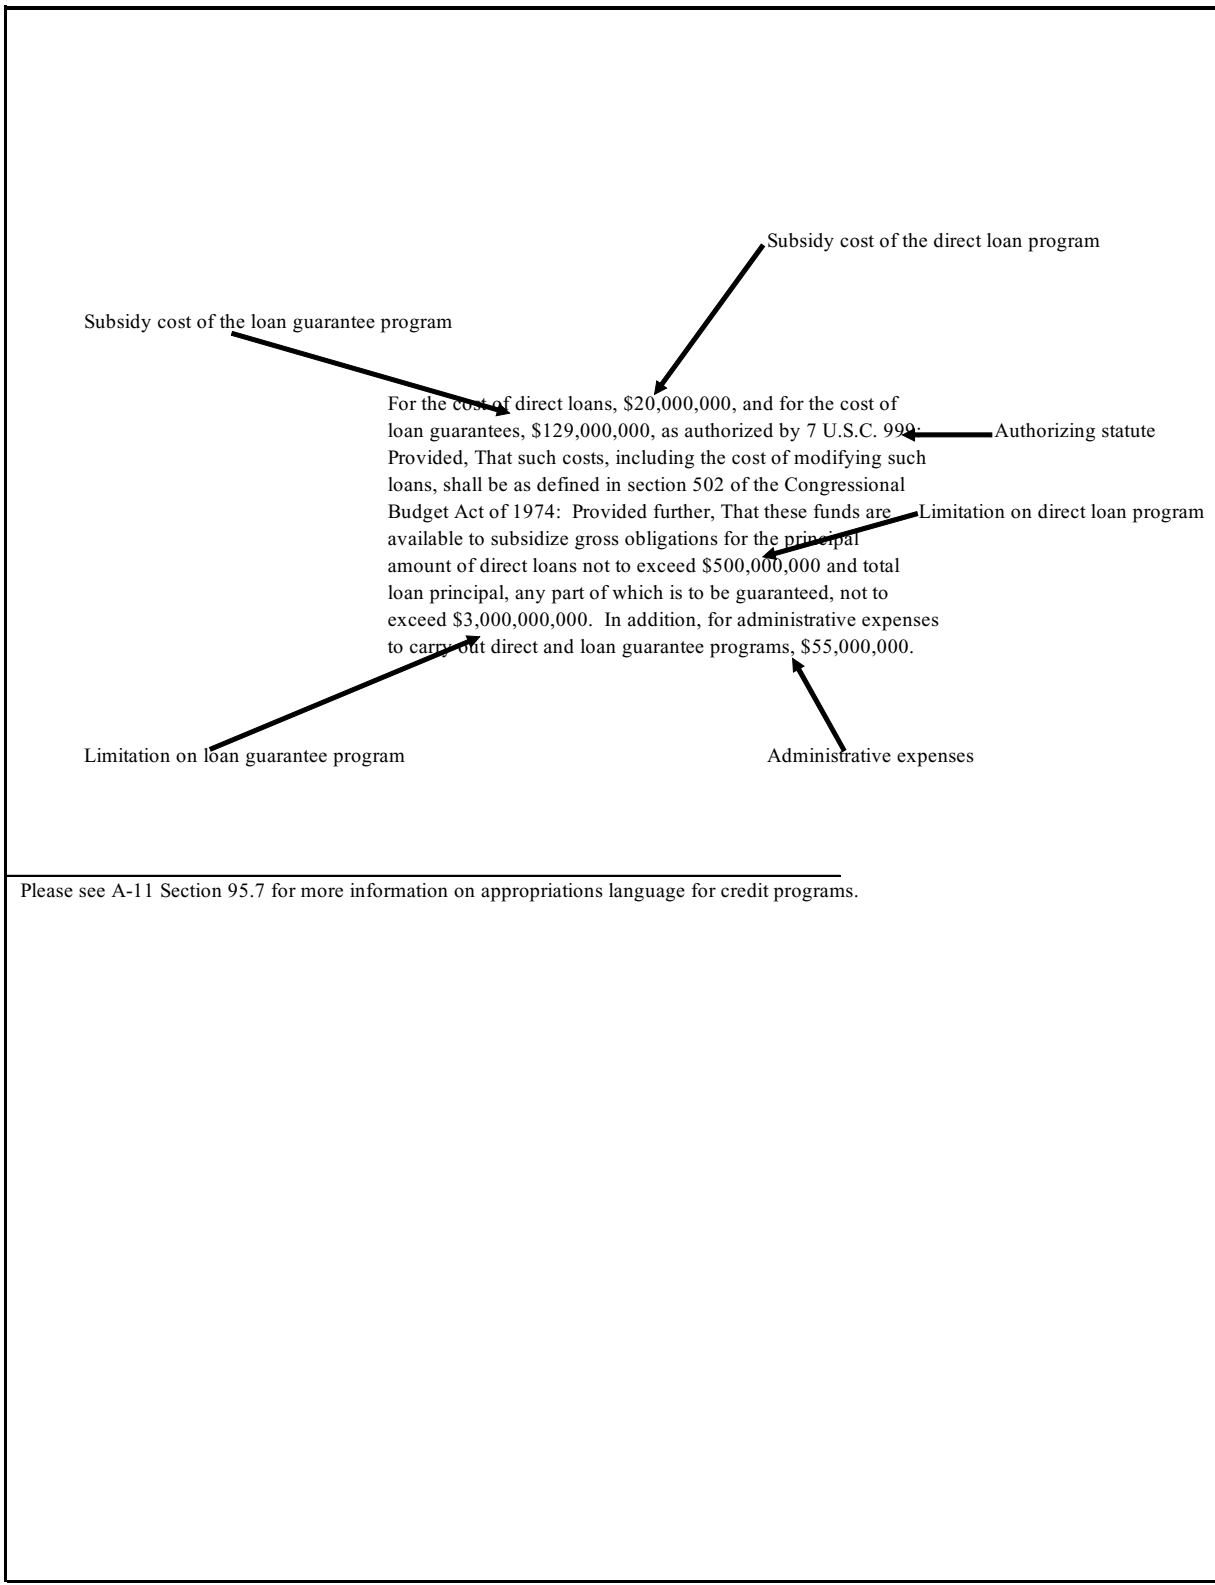 Subsidy cost of the direct loan program
Subsidy cost of the loan guarantee program
For the cost of direct loans, $20,000,000, and for the cost of
loan guarantees, $129,000,000, as authorized by 7 U.S.C. 999:
Authorizing statute
Provided, That such costs, including the cost of modifying such
loans, shall be as defined in section 502 of the Congressional
Budget Act of 1974:  Provided further, That these funds are
Limitation on direct loan program
available to subsidize gross obligations for the principal
amount of direct loans not to exceed $500,000,000 and total
loan principal, any part of which is to be guaranteed, not to
exceed $3,000,000,000.  In addition, for administrative expenses
to carry out direct and loan guarantee programs, $55,000,000.
Limitation on loan guarantee program
Administrative expenses
Please see A-11 Section 95.7 for more information on appropriations language for credit programs.